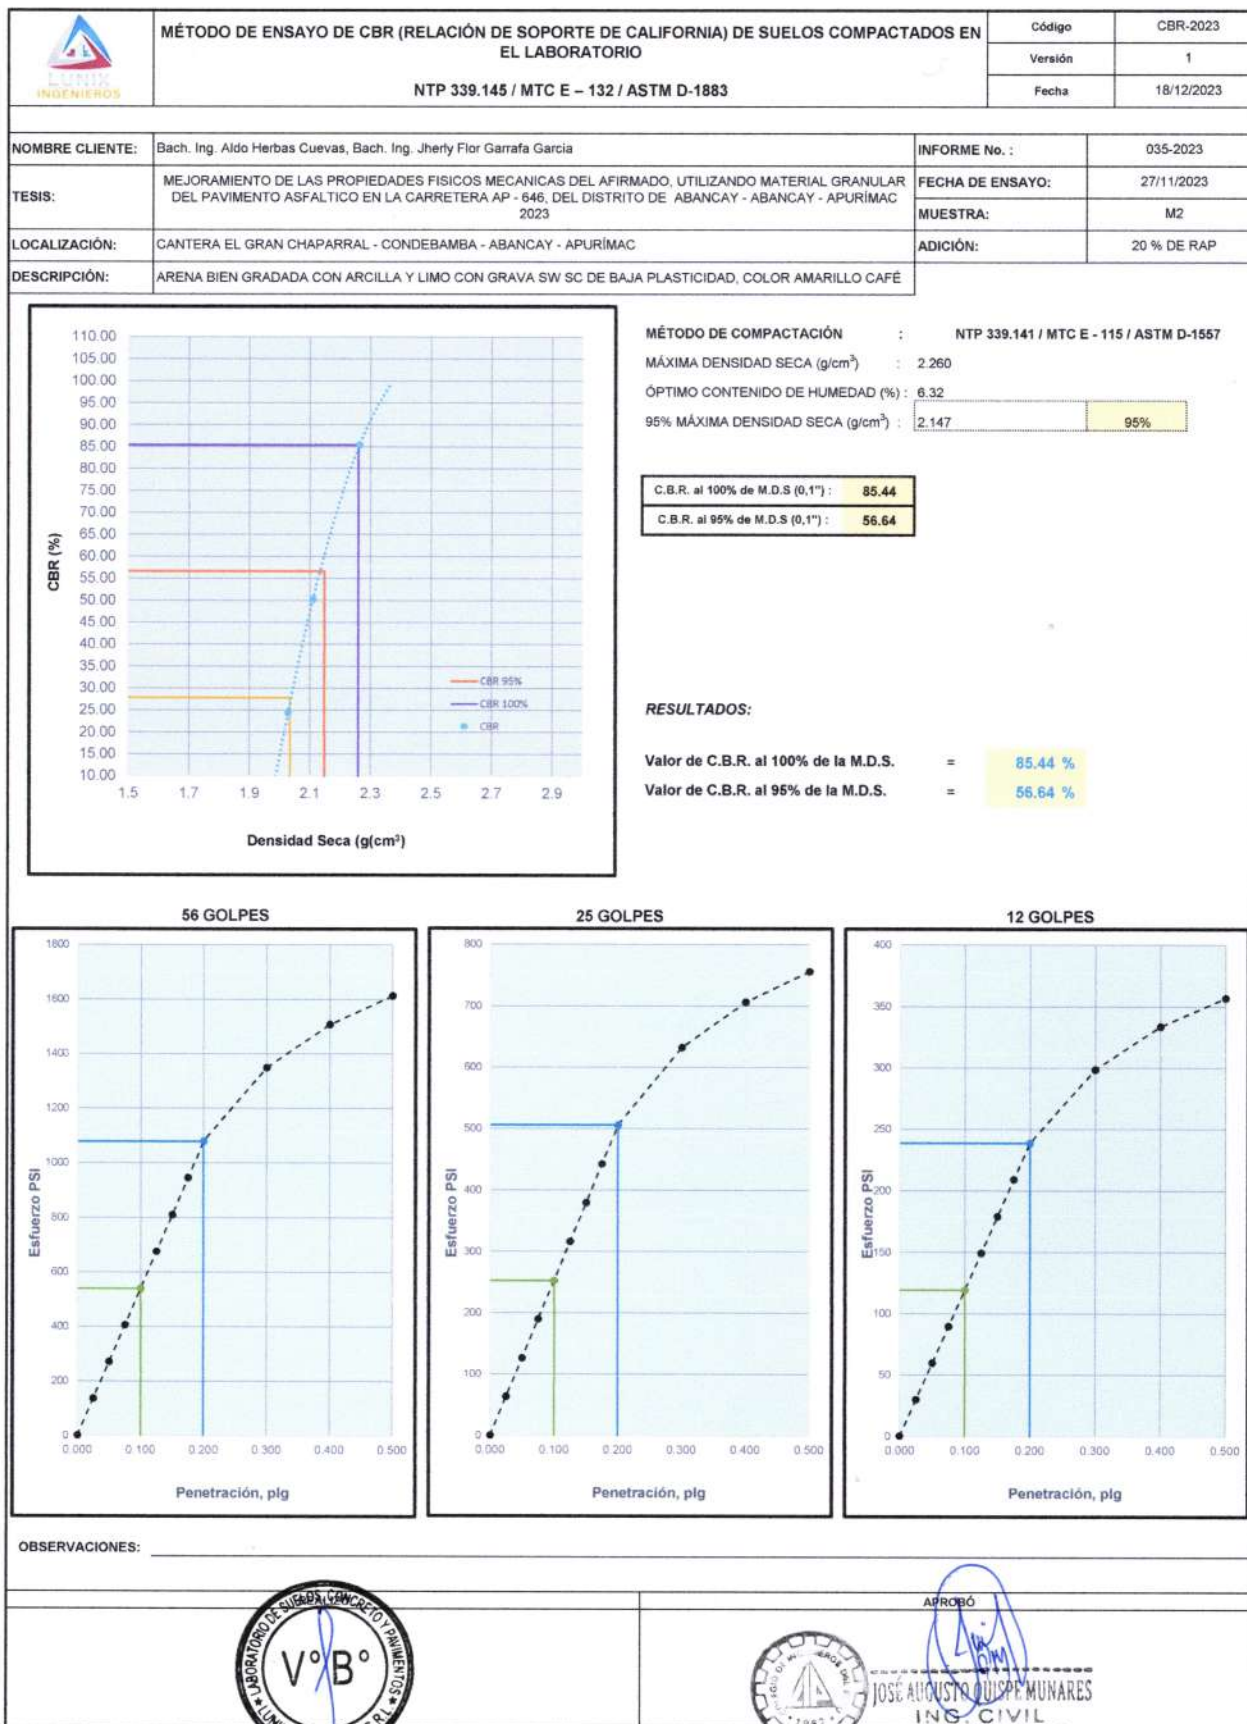 LUNIX
INGENIEROS
MÉTODO DE ENSAYO DE CBR (RELACIÓN DE SOPORTE DE CALIFORNIA) DE SUELOS COMPACTADOS EN
EL LABORATORIO
NTP 339.145 / MTC E – 132 / ASTM D-1883
Código CBR-2023
Versión 1
Fecha 18/12/2023
NOMBRE CLIENTE: Bach. Ing. Aldo Herbas Cuevas, Bach. Ing. Jherly Flor Garrafa Garcia
INFORME No. : 035-2023
TESIS: MEJORAMIENTO DE LAS PROPIEDADES FISICOS MECANICAS DEL AFIRMADO, UTILIZANDO MATERIAL GRANULAR
DEL PAVIMENTO ASFALTICO EN LA CARRETERA AP - 646, DEL DISTRITO DE ABANCAY - ABANCAY - APURÍMAC
2023
FECHA DE ENSAYO: 27/11/2023
MUESTRA: M2
LOCALIZACIÓN: CANTERA EL GRAN CHAPARRAL - CONDEBAMBA - ABANCAY - APURÍMAC
ADICIÓN: 20 % DE RAP
DESCRIPCIÓN: ARENA BIEN GRADADA CON ARCILLA Y LIMO CON GRAVA SW SC DE BAJA PLASTICIDAD, COLOR AMARILLO CAFÉ
110.00
105.00
100.00
95.00
90.00
85.00
80.00
75.00
70.00
65.00
60.00
55.00
50.00
45.00
40.00
35.00
30.00
25.00
20.00
15.00
10.00
CBR (%)
CBR 95%
CBR 100%
CBR
1.5 1.7 1.9 2.1 2.3 2.5 2.7 2.9
Densidad Seca (g(cm³)
MÉTODO DE COMPACTACIÓN : NTP 339.141 / MTC E - 115 / ASTM D-1557
MÁXIMA DENSIDAD SECA (g/cm³) : 2.260
ÓPTIMO CONTENIDO DE HUMEDAD (%) : 6.32
95% MÁXIMA DENSIDAD SECA (g/cm³) : 2.147 95%
C.B.R. al 100% de M.D.S (0,1") : 85.44
C.B.R. al 95% de M.D.S (0,1") : 56.64
RESULTADOS:
Valor de C.B.R. al 100% de la M.D.S. = 85.44 %
Valor de C.B.R. al 95% de la M.D.S. = 56.64 %
56 GOLPES
1800
1600
1400
1200
1000
800
600
400
200
0
Esfuerzo PSI
0.000 0.100 0.200 0.300 0.400 0.500
Penetración, plg
25 GOLPES
800
700
600
500
400
300
200
100
0
Esfuerzo PSI
0.000 0.100 0.200 0.300 0.400 0.500
Penetración, plg
12 GOLPES
400
350
300
250
200
150
100
50
0
Esfuerzo PSI
0.000 0.100 0.200 0.300 0.400 0.500
Penetración, plg
OBSERVACIONES:
REALIZÓ
LABORATORIO DE SUELOS, CONCRETO Y PAVIMENTOS
V°B°
APROBÓ
JOSÉ AUGUSTO QUISPE MUNARES
ING. CIVIL